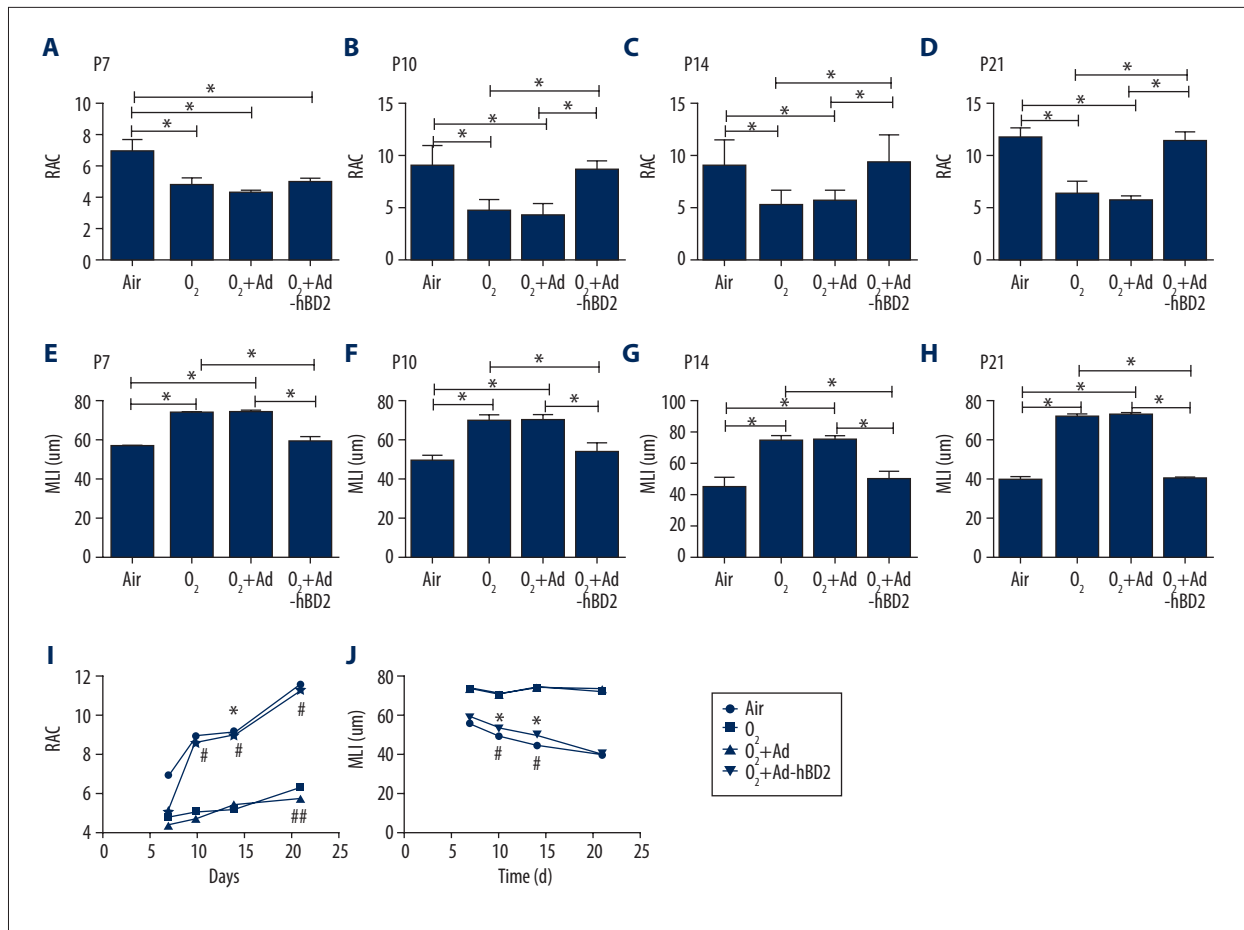 A
P7
RAC
10
8
6
4
2
0
*
*
*
Air
O2
O2+Ad
O2+Ad
-hBD2
B
P10
RAC
15
10
5
0
*
*
*
*
Air
O2
O2+Ad
O2+Ad
-hBD2
C
P14
RAC
15
10
5
0
*
*
*
*
Air
O2
O2+Ad
O2+Ad
-hBD2
D
P21
RAC
15
10
5
0
*
*
*
*
Air
O2
O2+Ad
O2+Ad
-hBD2
E
P7
MLI (um)
80
60
40
20
0
*
*
*
*
Air
O2
O2+Ad
O2+Ad
-hBD2
F
P10
MLI (um)
80
60
40
20
0
*
*
*
*
Air
O2
O2+Ad
O2+Ad
-hBD2
G
P14
MLI (um)
100
75
80
60
40
20
0
*
*
*
*
Air
O2
O2+Ad
O2+Ad
-hBD2
H
P21
MLI (um)
80
60
40
20
0
*
*
*
*
Air
O2
O2+Ad
O2+Ad
-hBD2
I
RAC
12
10
8
6
4
*
#
#
#
##
0 5 10 15 20 25
Days
J
MLI (um)
80
60
40
20
0
* *
# #
0 5 10 15 20 25
Time (d)
Air
O2
O2+Ad
O2+Ad-hBD2